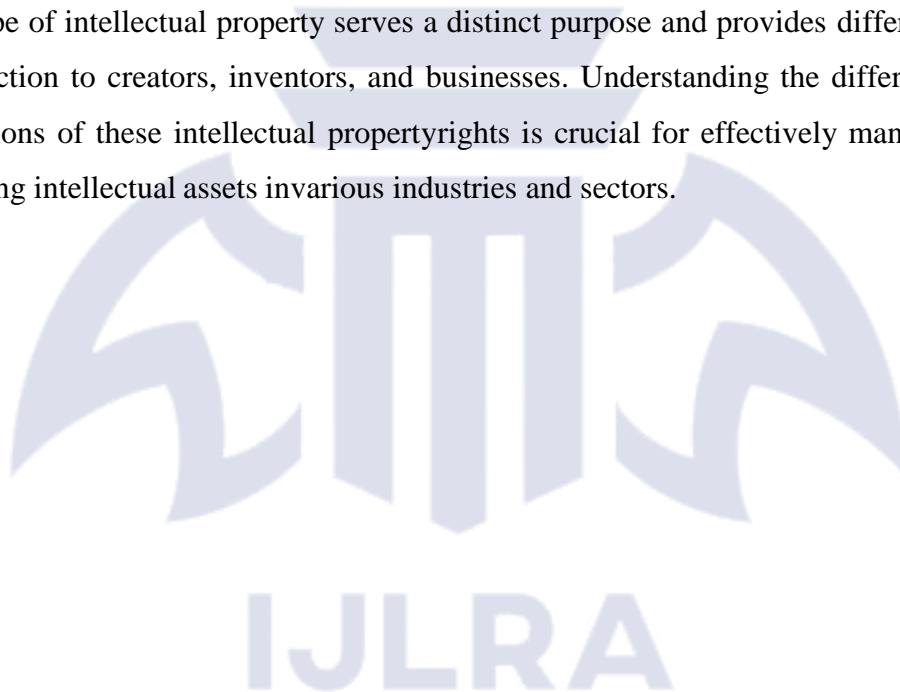 pe of intellectual property serves a distinct purpose and provides differ
ction to creators, inventors, and businesses. Understanding the differ
ions of these intellectual propertyrights is crucial for effectively man
ng intellectual assets invarious industries and sectors.
IJLRA